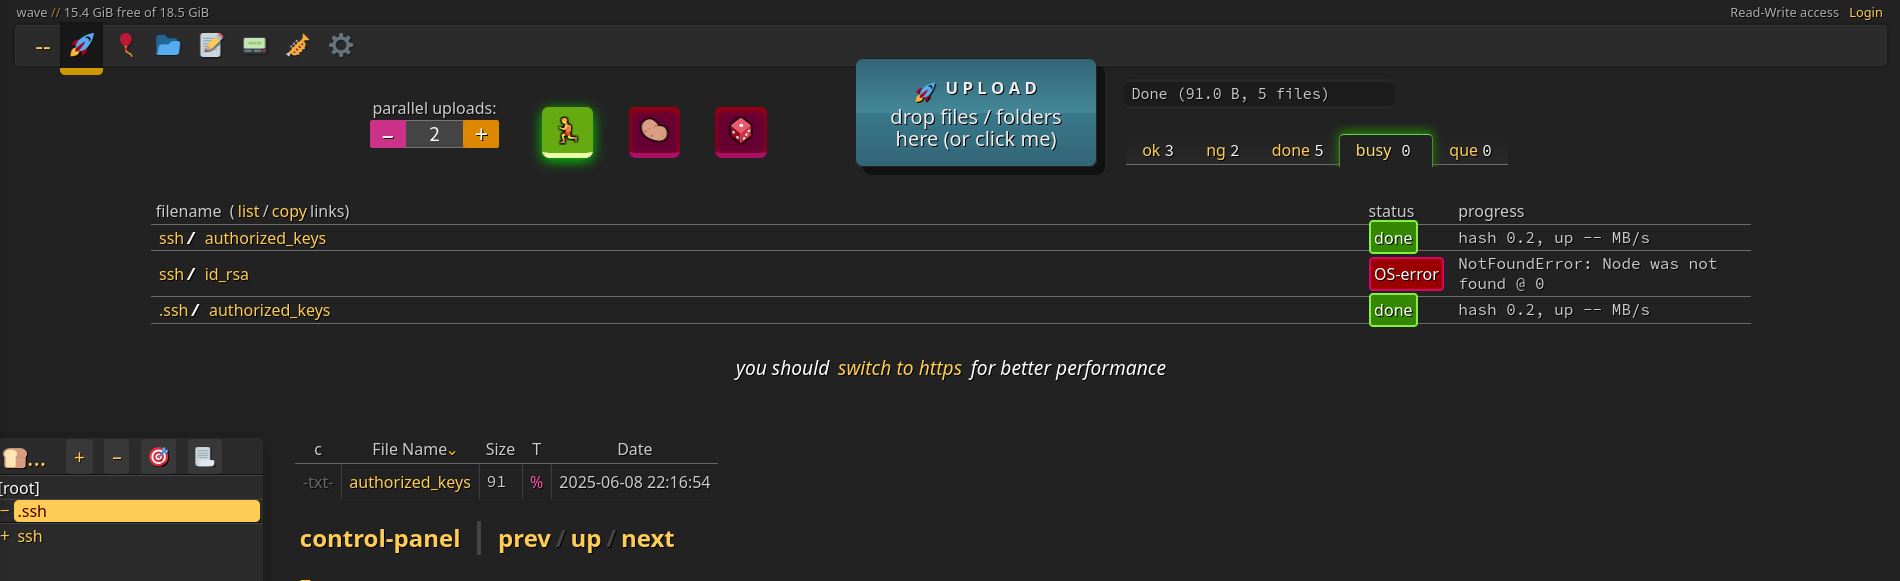 wave // 15.4 GiB free of 18.5 GiB
Read-Write access Login
--
UPLOAD
drop files / folders
here (or click me)
Done (91.0 B, 5 files)
parallel uploads:
– 2 +
ok 3 ng 2 done 5 busy 0 que 0
filename (list / copy links) status progress
ssh/ authorized_keys done hash 0.2, up -- MB/s
ssh/ id_rsa OS-error NotFoundError: Node was not
found @ 0
.ssh/ authorized_keys done hash 0.2, up -- MB/s
you should switch to https for better performance
... + –
[root]
– .ssh
+ ssh
c File Name Size T Date
-txt- authorized_keys 91 % 2025-06-08 22:16:54
control-panel prev / up / next